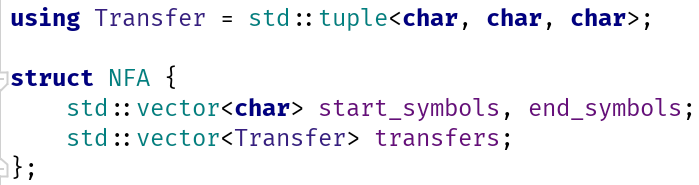 using Transfer = std::tuple<char, char, char>;
struct NFA {
    std::vector<char> start_symbols, end_symbols;
    std::vector<Transfer> transfers;
};